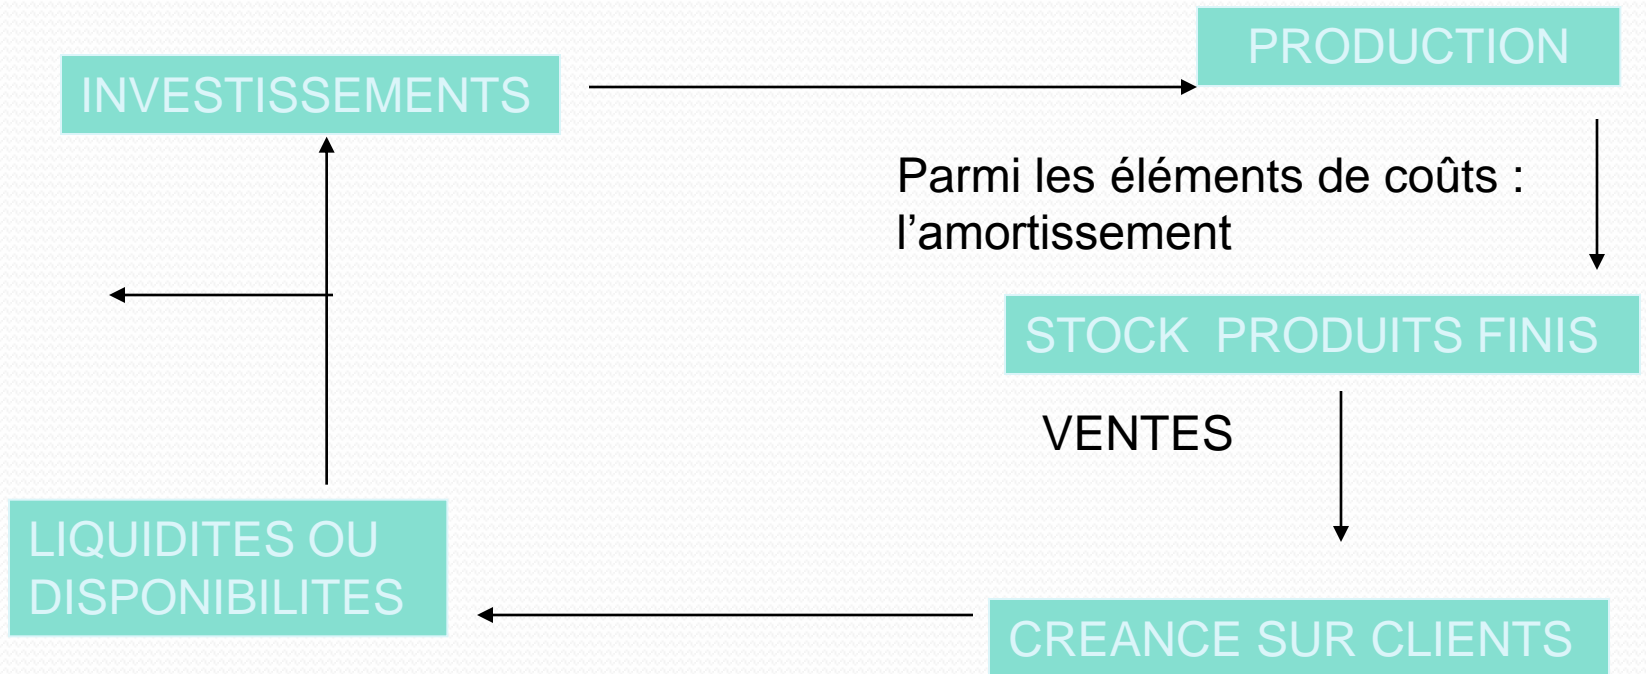 PRODUCTION
INVESTISSEMENTS
Parmi les éléments de coûts :
l’amortissement
STOCK PRODUITS FINIS
VENTES
LIQUIDITES OU
DISPONIBILITES
CREANCE SUR CLIENTS